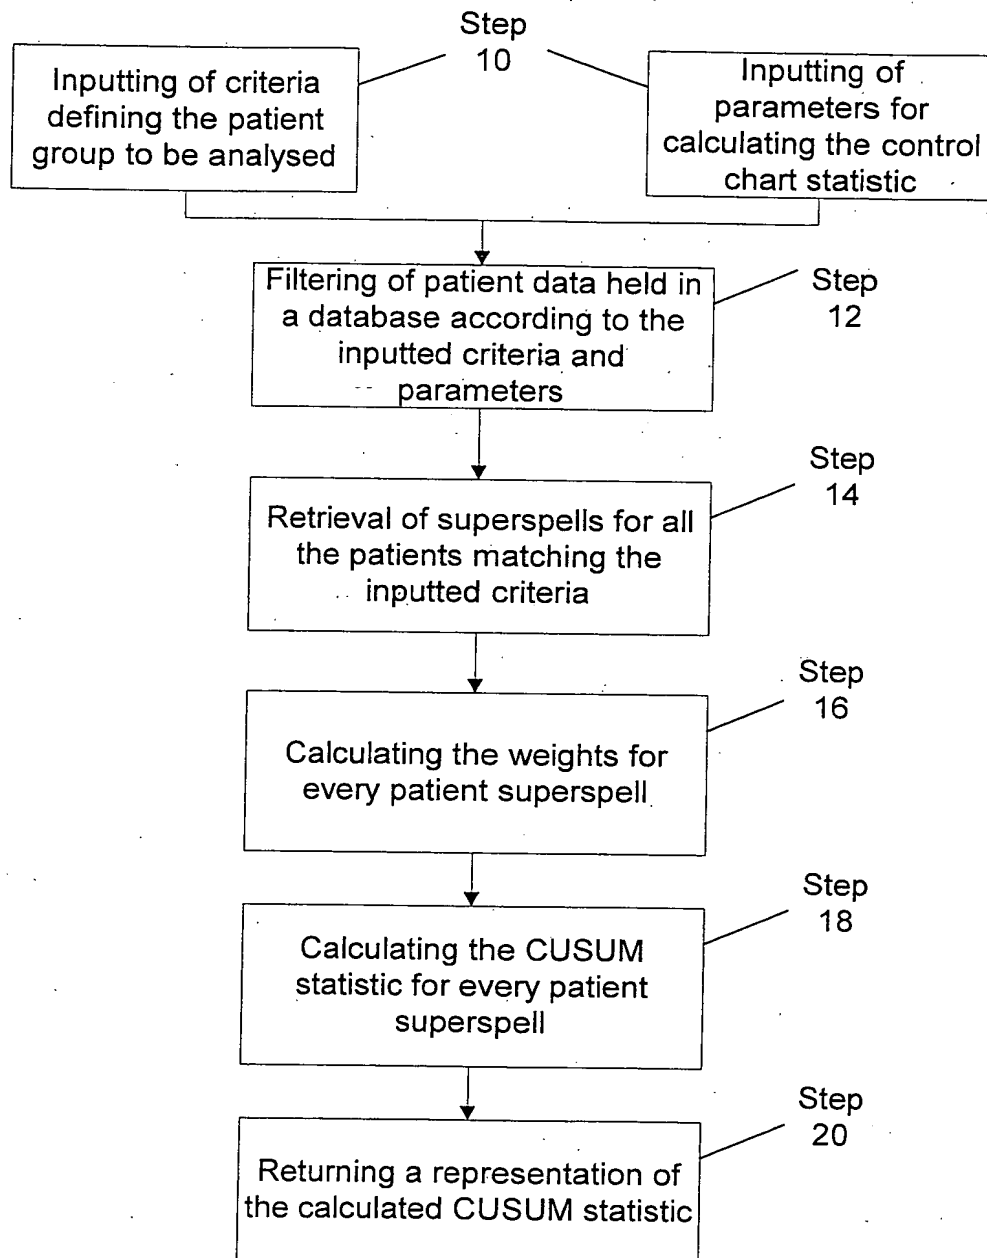 Step
10
Inputting of criteria
defining the patient
group to be analysed
Inputting of
parameters for
calculating the control
chart statistic
Filtering of patient data held in
a database according to the
inputted criteria and
parameters
Step
12
Retrieval of superspells for all
the patients matching the
inputted criteria
Step
14
Calculating the weights for
every patient superspell
Step
16
Calculating the CUSUM
statistic for every patient
superspell
Step
18
Returning a representation of
the calculated CUSUM statistic
Step
20